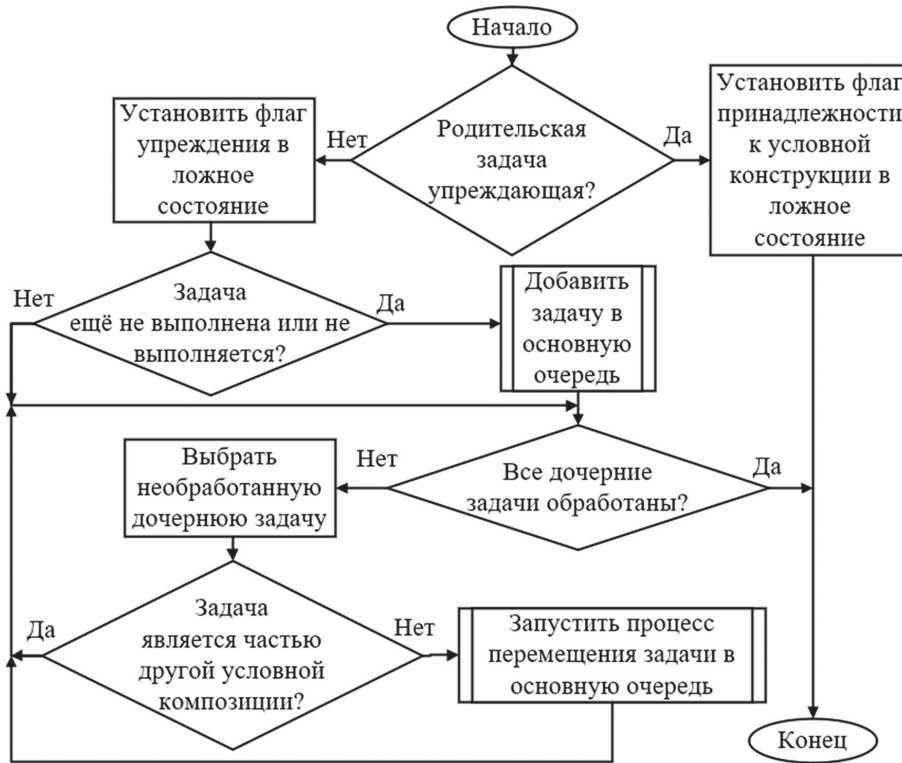 Начало
Родительская
задача
упреждающая?
Нет
Да
Установить флаг
упреждения в
ложное
состояние
Установить флаг
принадлежности
к условной
конструкции в
ложное
состояние
Задача
ещё не выполнена или не
выполняется?
Нет
Да
Добавить
задачу в
основную
очередь
Все дочерние
задачи обработаны?
Нет
Да
Выбрать
необработанную
дочернюю задачу
Задача
является частью
другой условной
композиции?
Да
Нет
Запустить процесс
перемещения задачи в
основную очередь
Конец